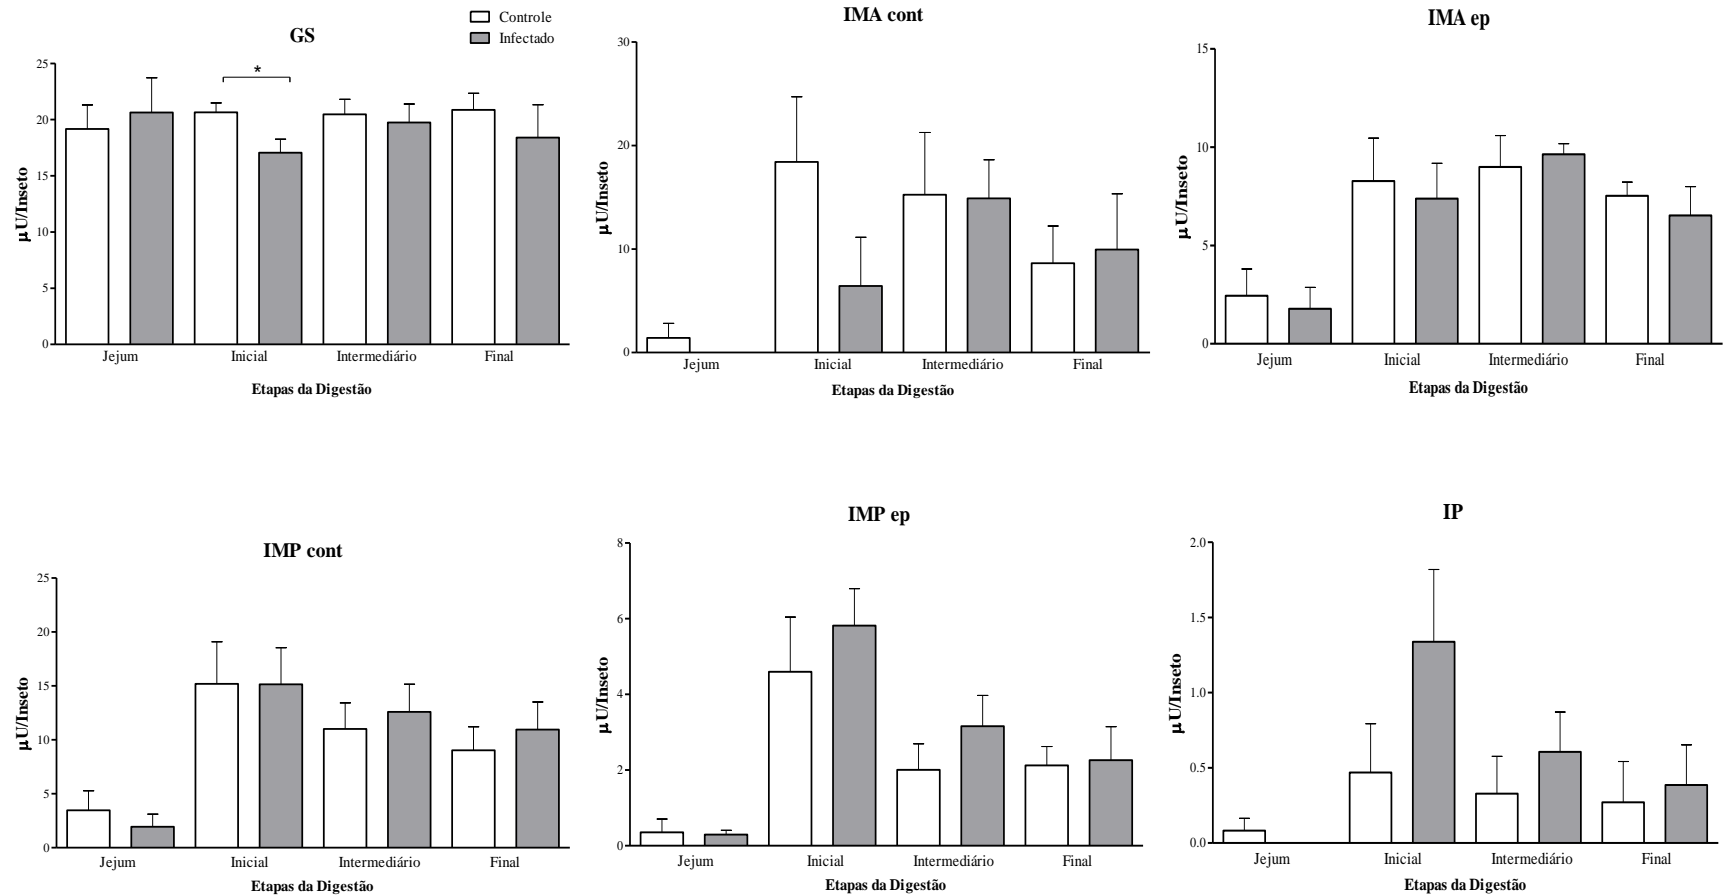 GS
Controle
Infectado
*
25
20
15
10
5
0
µU/Inseto
Jejum Inicial Intermediário Final
Etapas da Digestão
IMA cont
30
20
10
0
µU/Inseto
Jejum Inicial Intermediário Final
Etapas da Digestão
IMA ep
15
10
5
0
µU/Inseto
Jejum Inicial Intermediário Final
Etapas da Digestão
IMP cont
25
20
15
10
5
0
µU/Inseto
Jejum Inicial Intermediário Final
Etapas da Digestão
IMP ep
8
6
4
2
0
µU/Inseto
Jejum Inicial Intermediário Final
Etapas da Digestão
IP
2.0
1.5
1.0
0.5
0.0
µU/Inseto
Jejum Inicial Intermediário Final
Etapas da Digestão